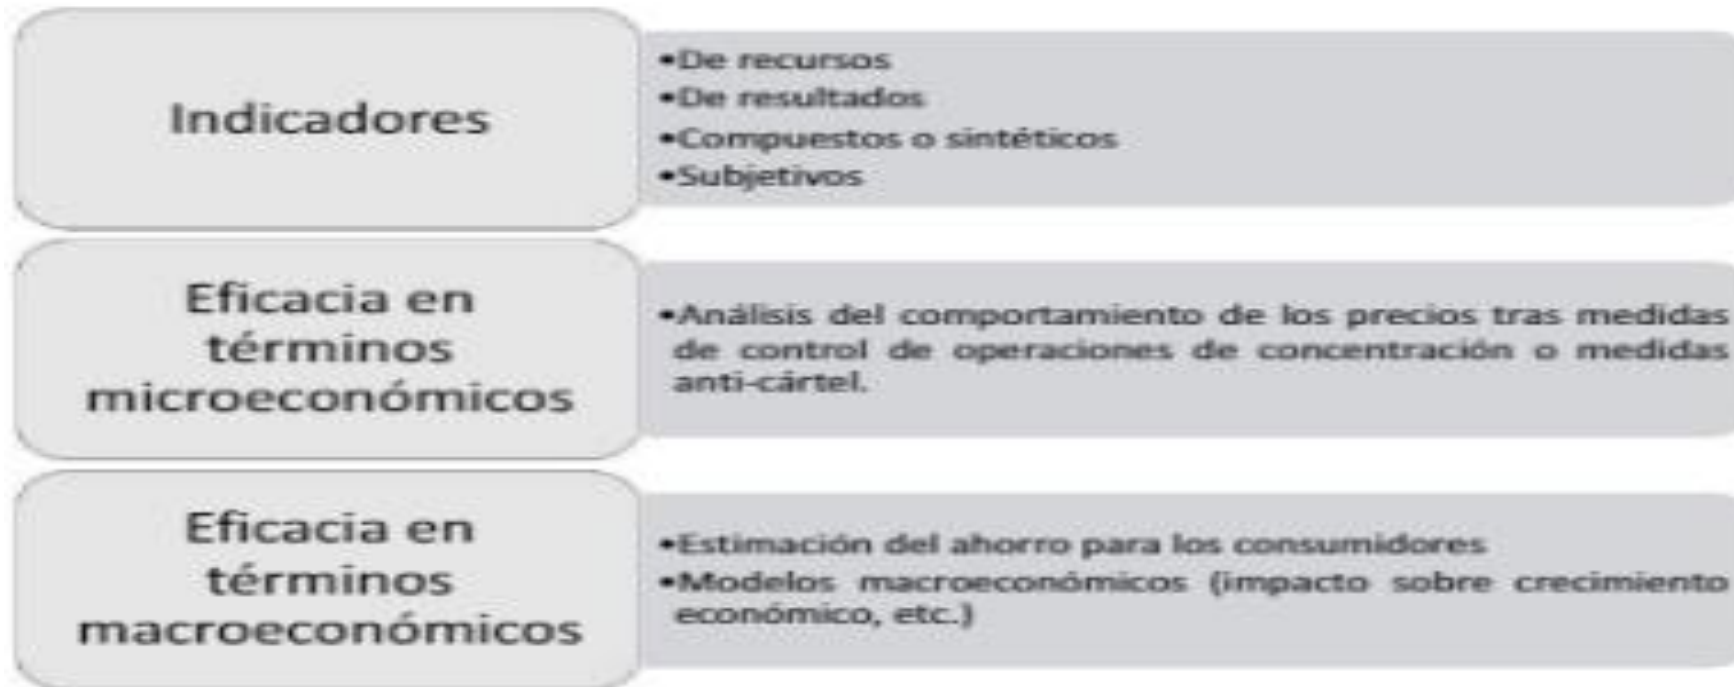 Indicadores
•De recursos
•De resultados
•Compuestos o sintéticos
•Subjetivos
Eficacia en
términos
microeconómicos
•Análisis del comportamiento de los precios tras medidas
de control de operaciones de concentración o medidas
anti-cártel.
Eficacia en
términos
macroeconómicos
•Estimación del ahorro para los consumidores
•Modelos macroeconómicos (impacto sobre crecimiento
económico, etc.)